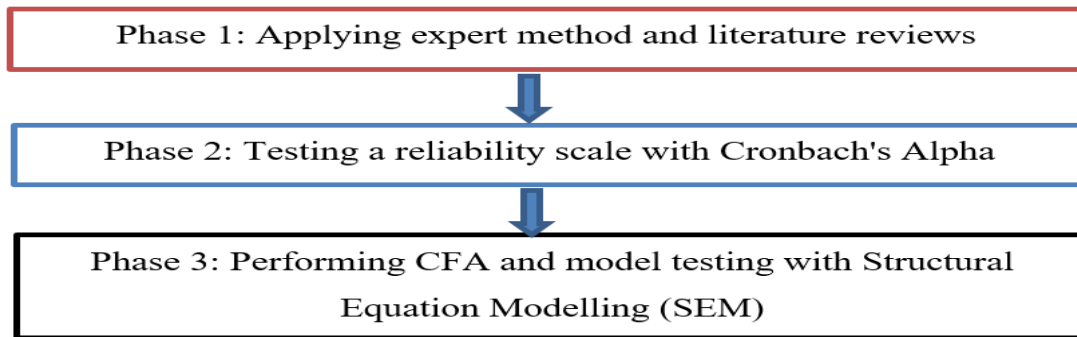 Phase 1: Applying expert method and literature reviews
Phase 2: Testing a reliability scale with Cronbach's Alpha
Phase 3: Performing CFA and model testing with Structural
Equation Modelling (SEM)